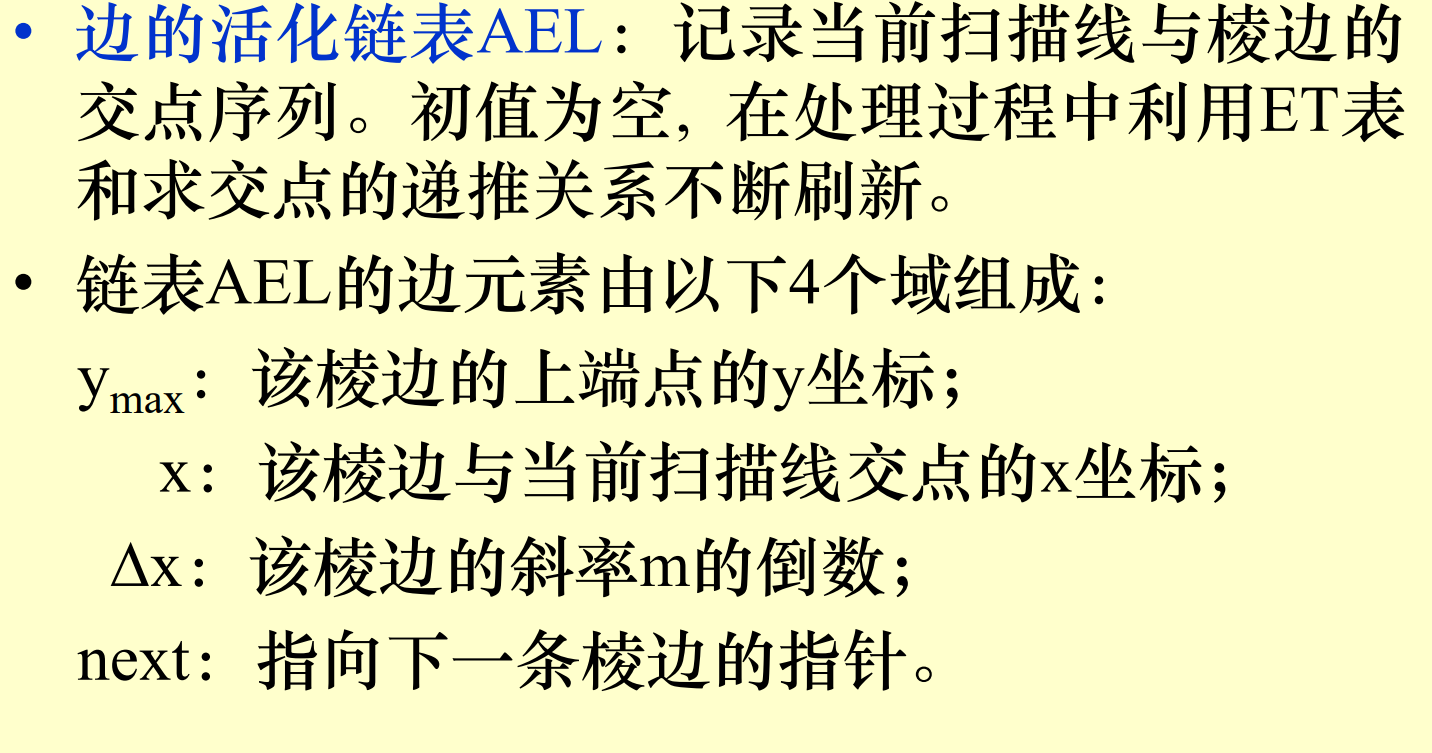 • 边的活化链表AEL：记录当前扫描线与棱边的
交点序列。初值为空, 在处理过程中利用ET表
和求交点的递推关系不断刷新。
• 链表AEL的边元素由以下4个域组成：
ymax：该棱边的上端点的y坐标；
x：该棱边与当前扫描线交点的x坐标；
Δx：该棱边的斜率m的倒数；
next：指向下一条棱边的指针。